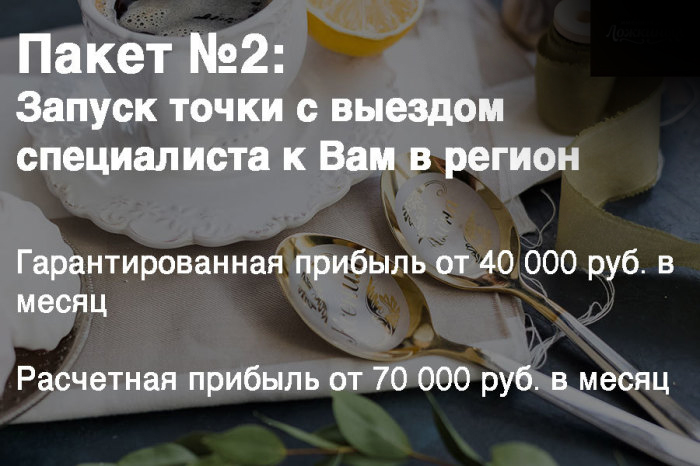 Пакет №2:
Запуск точки с выездом
специалиста к Вам в регион
Гарантированная прибыль от 40 000 руб. в
месяц
Расчетная прибыль от 70 000 руб. в месяц